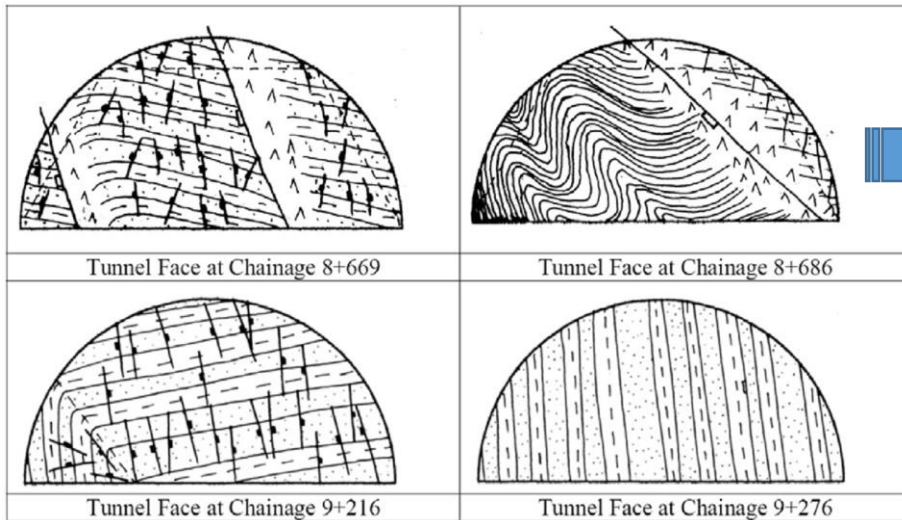 Tunnel Face at Chainage 8+669
Tunnel Face at Chainage 8+686
Tunnel Face at Chainage 9+216
Tunnel Face at Chainage 9+276